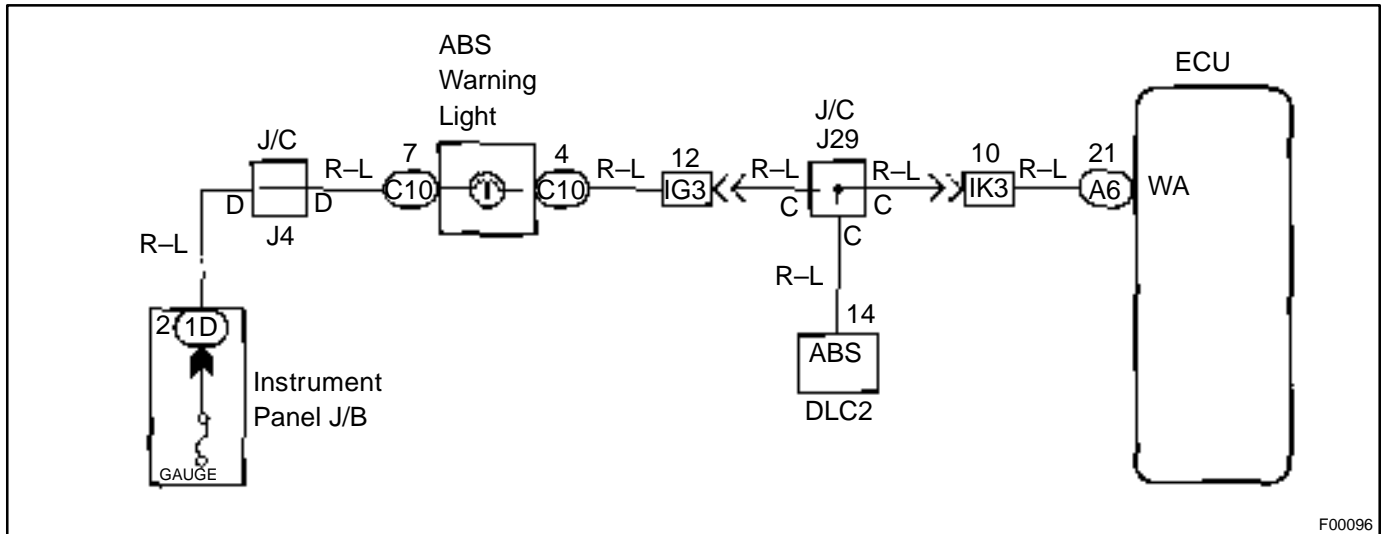 ABS
Warning
Light
ECU
J/C
J/C
J29
R–L
7
4
R–L
12
R–L
R–L
10
R–L
21
D
D
C10
C10
IG3
C
C
IK3
A6
WA
J4
C
R–L
R–L
2
1D
14
ABS
Instrument
Panel J/B
DLC2
GAUGE
F00096